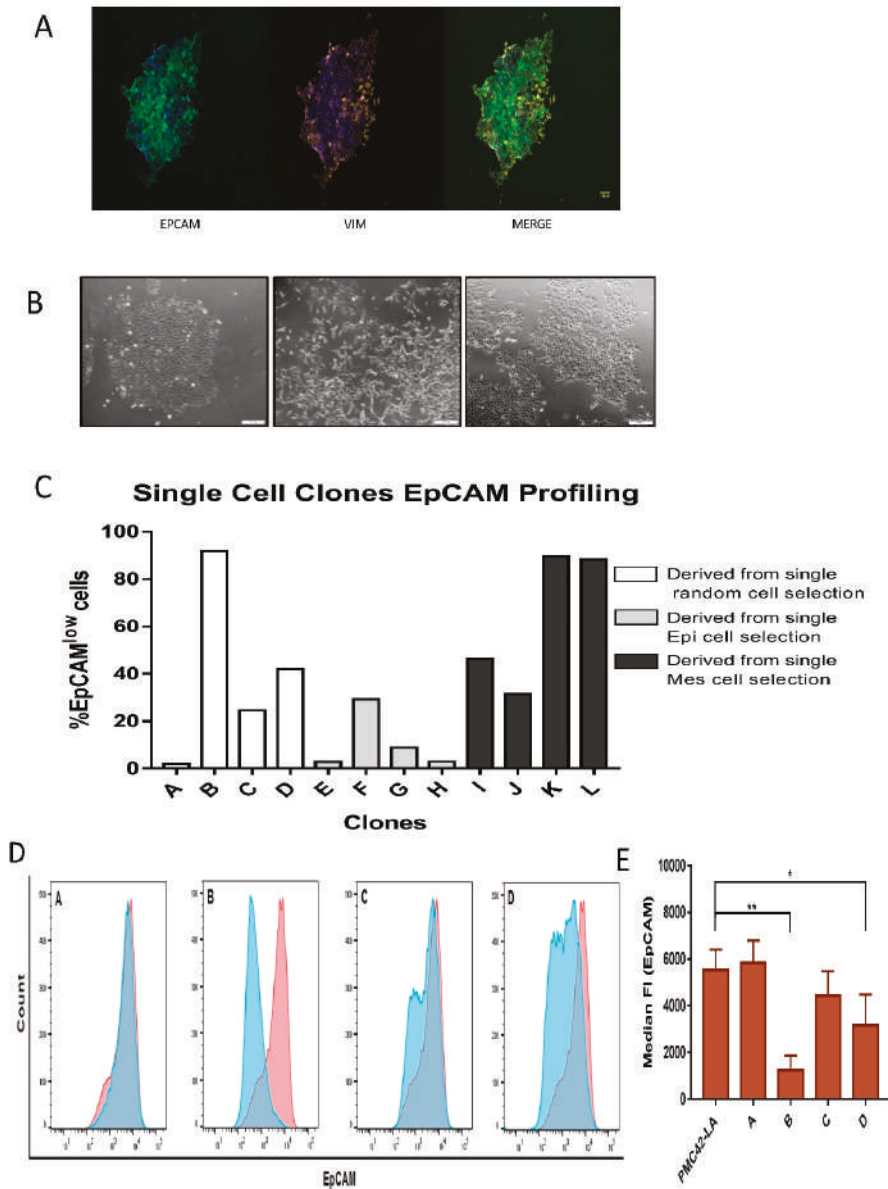 A
EPCAM VIM MERGE
B
C
Single Cell Clones EpCAM Profiling
%EpCAMlow cells
100
80
60
40
20
0
A B C D E F G H I J K L
Clones
Derived from single
random cell selection
Derived from single
Epi cell selection
Derived from single
Mes cell selection
D
A B C D
Count
EpCAM
E
Median FI (EpCAM)
10000
8000
6000
4000
2000
0
*
**
PMC42-LA A B C D